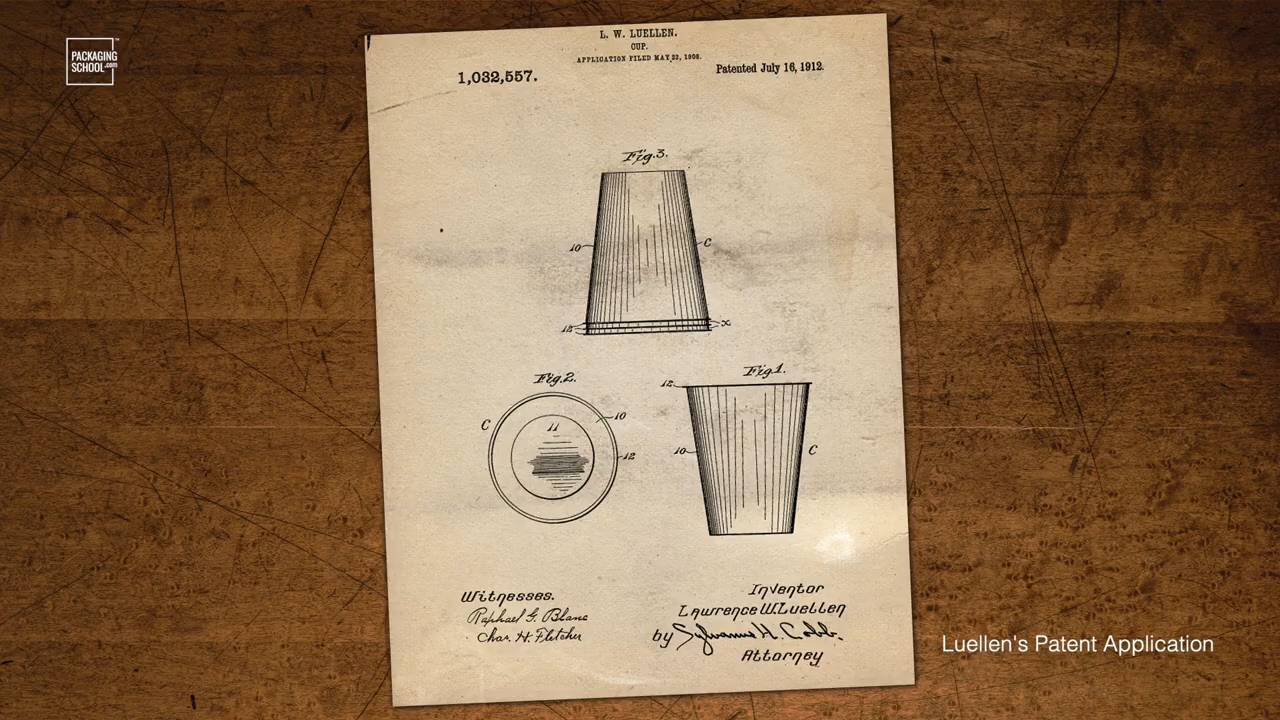 PACKAGING
SCHOOL.com
L. W. LUELLEN.
CUP.
APPLICATION FILED MAY 23, 1908.
1,032,557.
Patented July 16, 1912.
Fig.3.
10
C
12
X
Fig.2.
Fig.1.
12
C
10
11
12
10
C
Witnesses.
Raphael G. Blanc
Chas. H. Fletcher
Inventor
Lawrence W. Luellen
by Sylvanus H. Cobb.
Attorney
Luellen's Patent Application